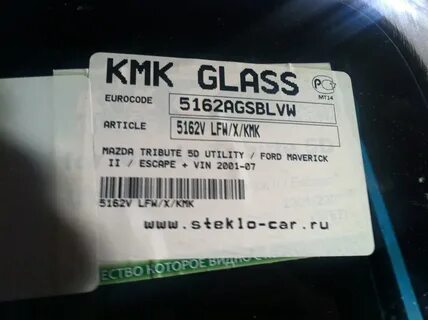 KMK GLASS
EUROCODE 5162AGSBLVW
MT14
ARTICLE 5162V LFW/X/KMK
MAZDA TRIBUTE 5D UTILITY / FORD MAVERICK
II / ESCAPE + VIN 2001-07
5162V LFW/X/KMK
www.steklo-car.ru
ЕСТВО КОТОРОЕ ВИДНО